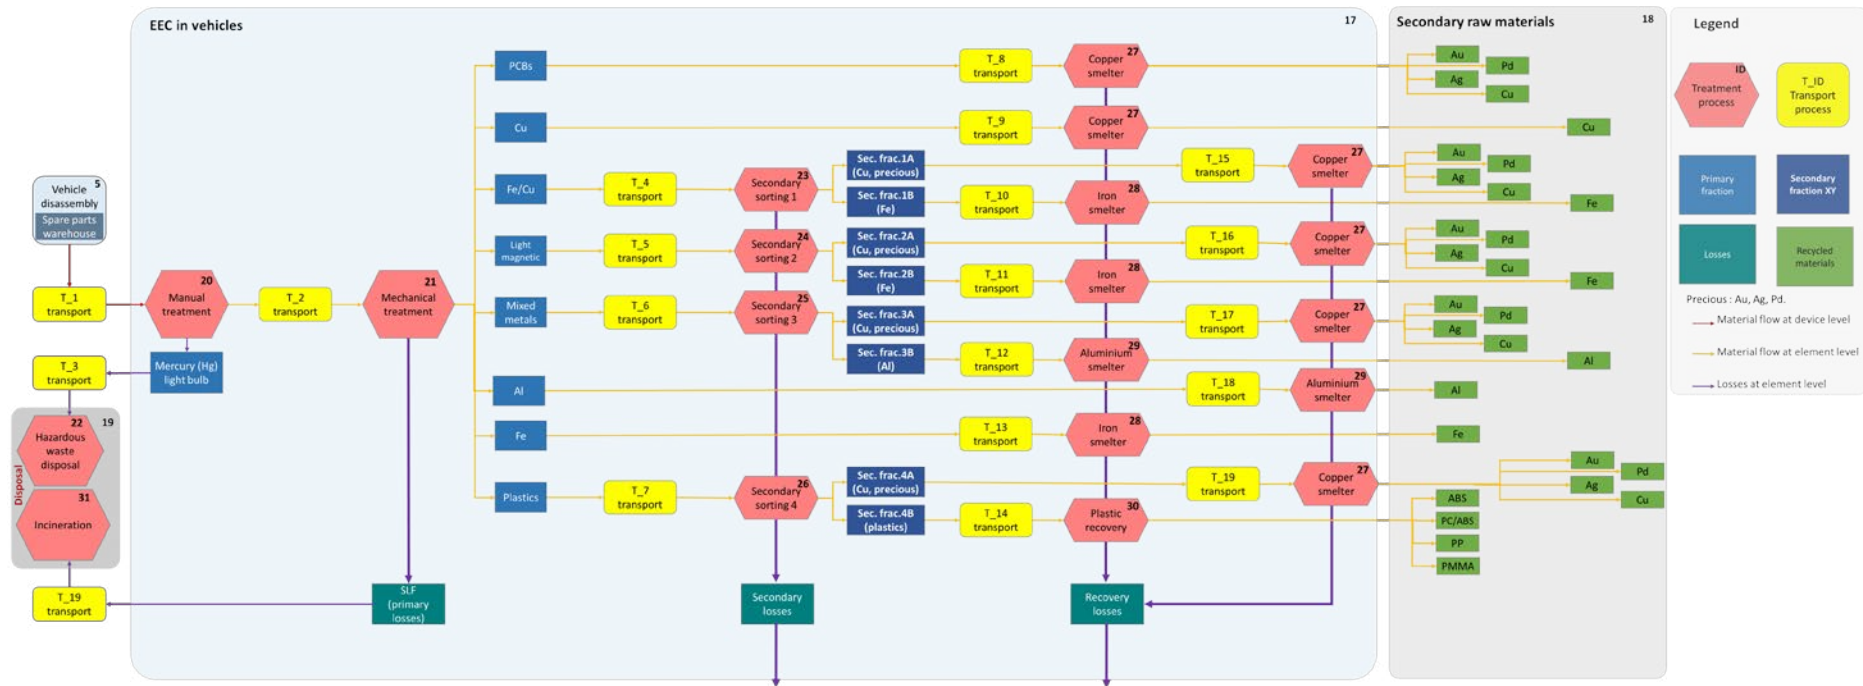 EEC in vehicles
17
Secondary raw materials
18
Legend
Vehicle
disassembly
5
Spare parts
warehouse
T_1
transport
20
Manual
treatment
T_2
transport
21
Mechanical
treatment
Mercury (Hg)
light bulb
T_3
transport
22
19
Hazardous
waste
disposal
Disposal
31
Incineration
T_19
transport
SLF
(primary
losses)
PCBs
T_8
transport
27
Copper
smelter
Au
Pd
Ag
Cu
Cu
T_9
transport
27
Copper
smelter
Cu
Fe/Cu
T_4
transport
23
Secondary
sorting 1
Sec. frac.1A
(Cu, precious)
T_15
transport
27
Copper
smelter
Au
Pd
Ag
Cu
Sec. frac.1B
(Fe)
T_10
transport
28
Iron
smelter
Fe
Light
magnetic
T_5
transport
24
Secondary
sorting 2
Sec. frac.2A
(Cu, precious)
T_16
transport
27
Copper
smelter
Au
Pd
Ag
Cu
Sec. frac.2B
(Fe)
T_11
transport
28
Iron
smelter
Fe
Mixed
metals
T_6
transport
25
Secondary
sorting 3
Sec. frac.3A
(Cu, precious)
T_17
transport
27
Copper
smelter
Au
Pd
Ag
Cu
Sec. frac.3B
(Al)
T_12
transport
29
Aluminium
smelter
Al
Al
T_18
transport
29
Aluminium
smelter
Al
Fe
T_13
transport
28
Iron
smelter
Fe
Plastics
T_7
transport
26
Secondary
sorting 4
Sec. frac.4A
(Cu, precious)
T_19
transport
27
Copper
smelter
Au
Pd
Ag
Cu
Sec. frac.4B
(plastics)
T_14
transport
30
Plastic
recovery
ABS
PC/ABS
PP
PMMA
Secondary
losses
Recovery
losses
ID
Treatment
process
T_ID
Transport
process
Primary
fraction
Secondary
fraction XY
Losses
Recycled
materials
Precious : Au, Ag, Pd.
Material flow at device level
Material flow at element level
Losses at element level